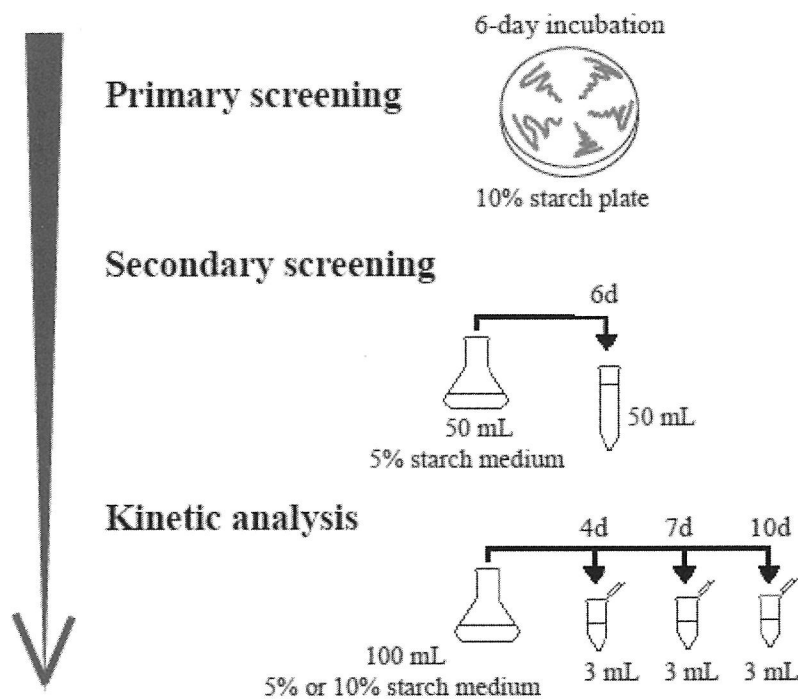 6-day incubation
Primary screening
10% starch plate
Secondary screening
6d
50 mL
50 mL
5% starch medium
Kinetic analysis
4d 7d 10d
100 mL
5% or 10% starch medium
3 mL 3 mL 3 mL